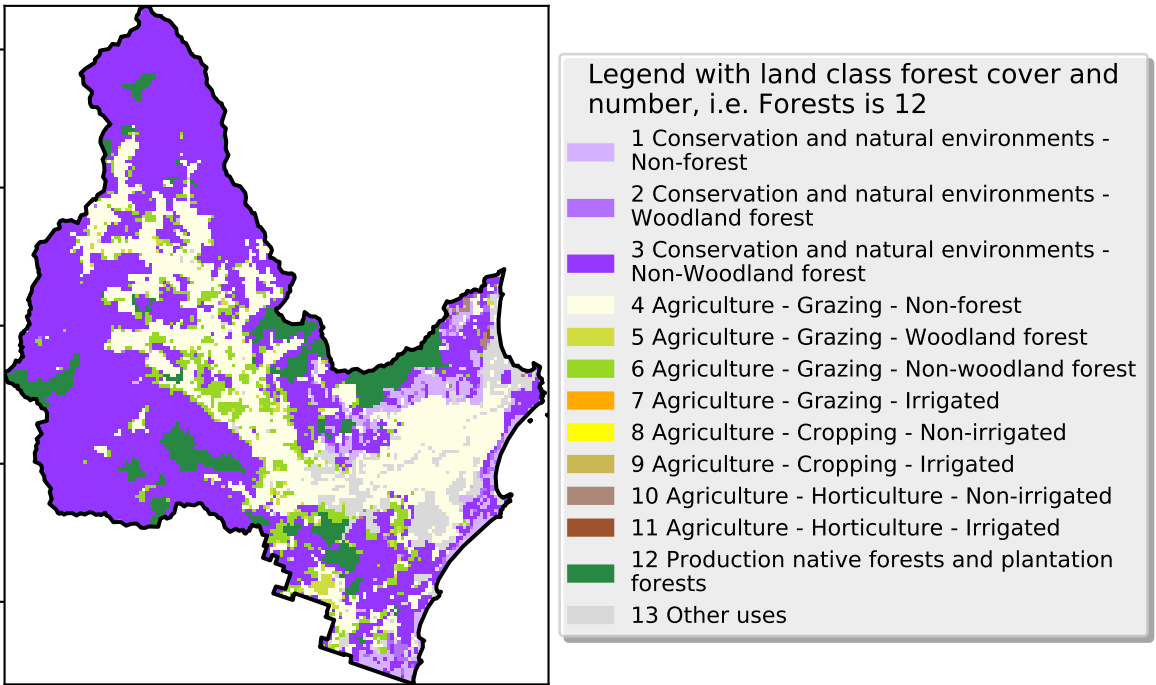 Legend with land class forest cover and
number, i.e. Forests is 12
1 Conservation and natural environments -
Non-forest
2 Conservation and natural environments -
Woodland forest
3 Conservation and natural environments -
Non-Woodland forest
4 Agriculture - Grazing - Non-forest
5 Agriculture - Grazing - Woodland forest
6 Agriculture - Grazing - Non-woodland forest
7 Agriculture - Grazing - Irrigated
8 Agriculture - Cropping - Non-irrigated
9 Agriculture - Cropping - Irrigated
10 Agriculture - Horticulture - Non-irrigated
11 Agriculture - Horticulture - Irrigated
12 Production native forests and plantation
forests
13 Other uses